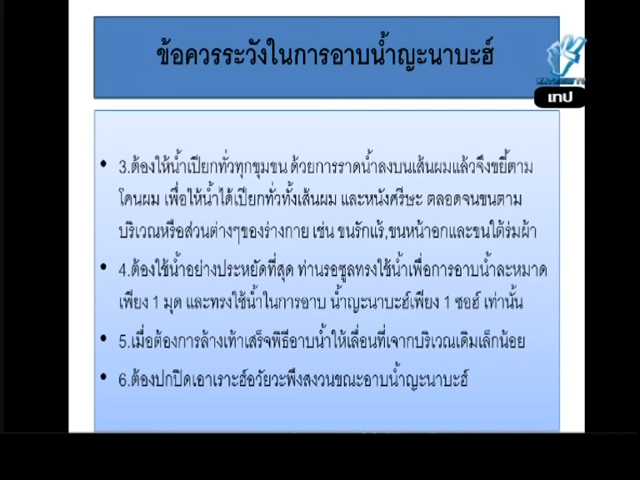 ข้อควรระวังในการอาบน้ำญะนาบะฮ์
เทป
• 3.ต้องให้น้ำเปียกทั่วทุกขุมขน ด้วยการราดน้ำลงบนเส้นผมแล้วจึงขยี้ตาม
โคนผม เพื่อให้น้ำได้เปียกทั่วทั้งเส้นผม และหนังศรีษะ ตลอดจนขนตาม
บริเวณหรือส่วนต่างๆของร่างกาย เช่น ขนรักแร้,ขนหน้าอกและขนใต้ร่มผ้า
• 4.ต้องใช้น้ำอย่างประหยัดที่สุด ท่านรอซูลทรงใช้น้ำเพื่อการอาบน้ำละหมาด
เพียง 1 มุด และทรงใช้น้ำในการอาบ น้ำญะนาบะฮ์เพียง 1 ซอฮ์ เท่านั้น
• 5.เมื่อต้องการล้างเท้าเสร็จพิธีอาบน้ำให้เลื่อนที่เจากบริเวณเดิมเล็กน้อย
• 6.ต้องปกปิดเอาเราะฮ์อวัยวะพึงสงวนขณะอาบน้ำญะนาบะฮ์